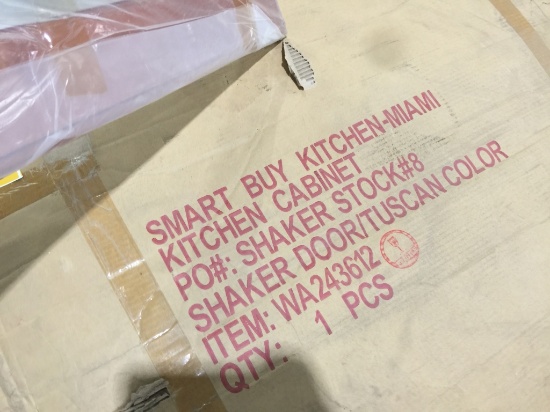 SMART BUY KITCHEN-MIAMI
KITCHEN CABINET
PO#: SHAKER STOCK#8
SHAKER DOOR/TUSCAN COLOR
ITEM: WA243612
QTY: 1 PCS